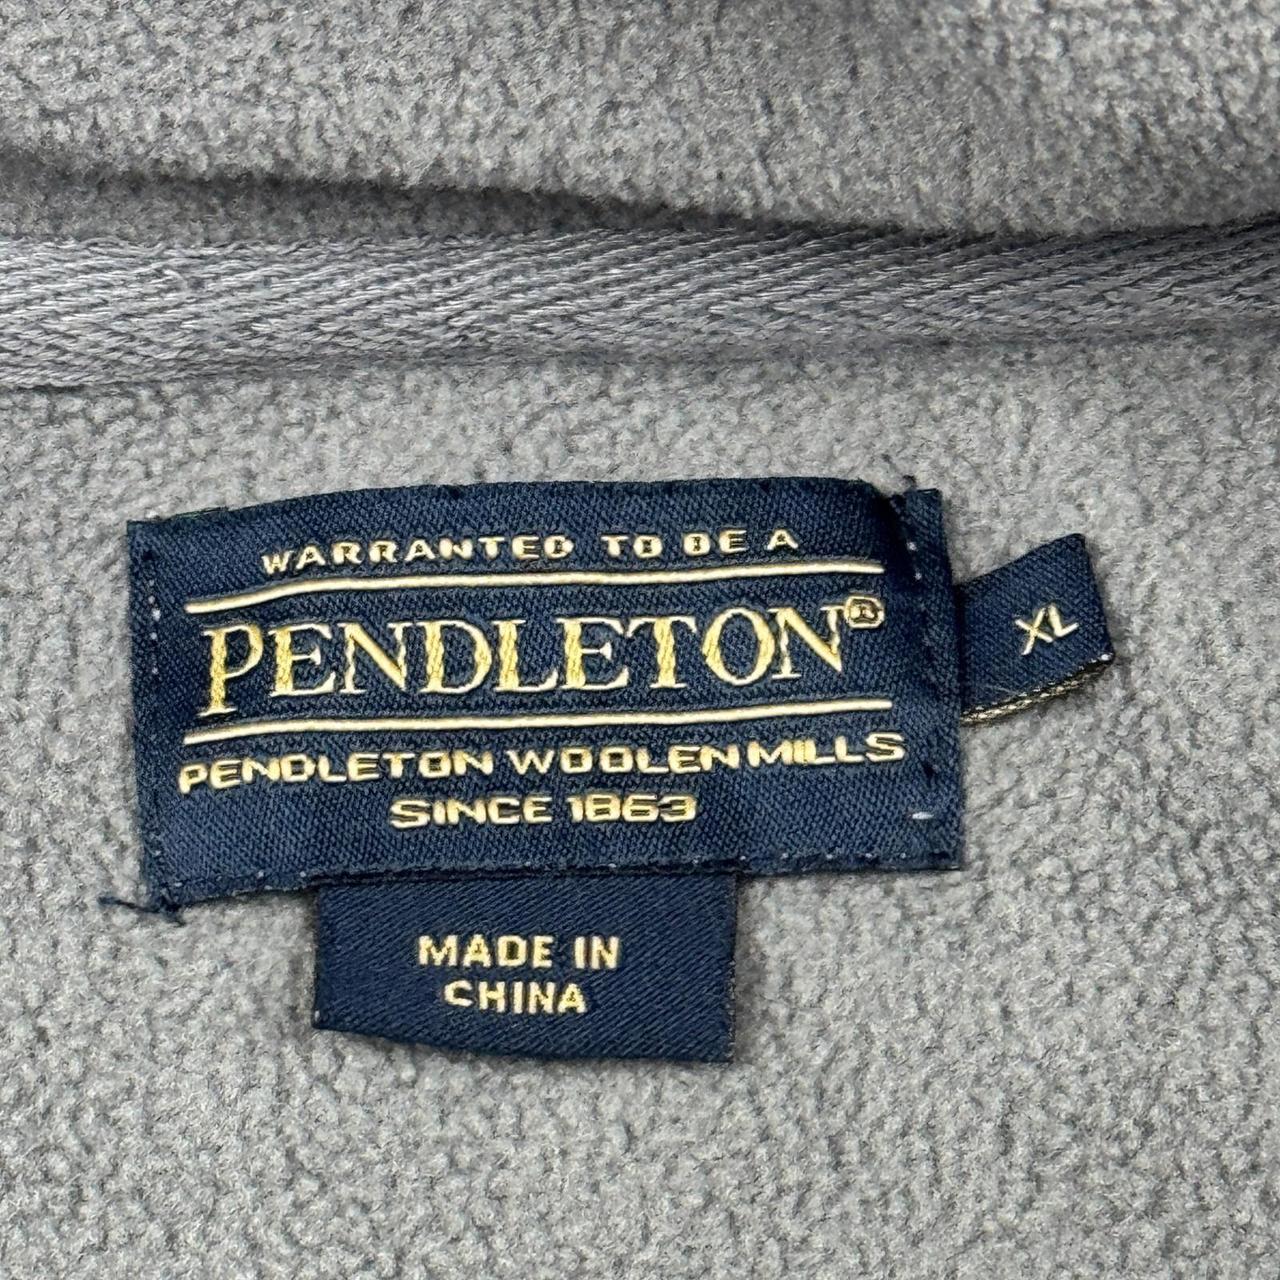 WARRANTED TO BE A
PENDLETON®
PENDLETON WOOLEN MILLS
SINCE 1863
XL
MADE IN
CHINA